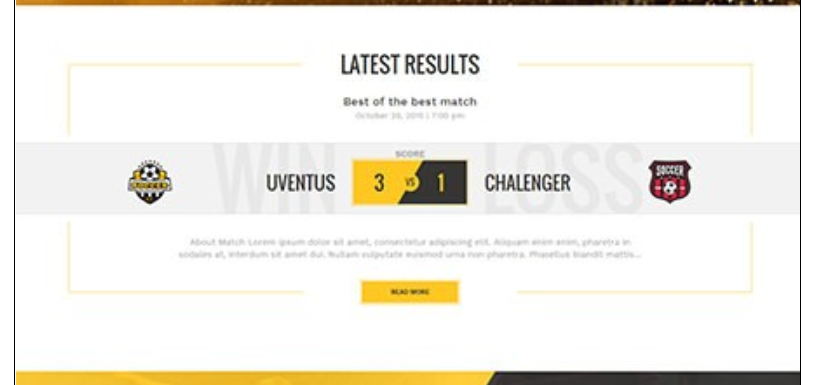 LATEST RESULTS
Best of the best match
October 26, 2016 | 7:00 pm
SCORE
WIN LOSS
SOCCER UVENTUS 3 VS 1 CHALENGER SOCCER
About Match Lorem ipsum dolor sit amet, consectetur adipiscing elit. Aliquam enim enim, pharetra in
sodales at, interdum sit amet dui. Nullam vulputate euismod urna non pharetra. Phasellus blandit mattis...
READ MORE